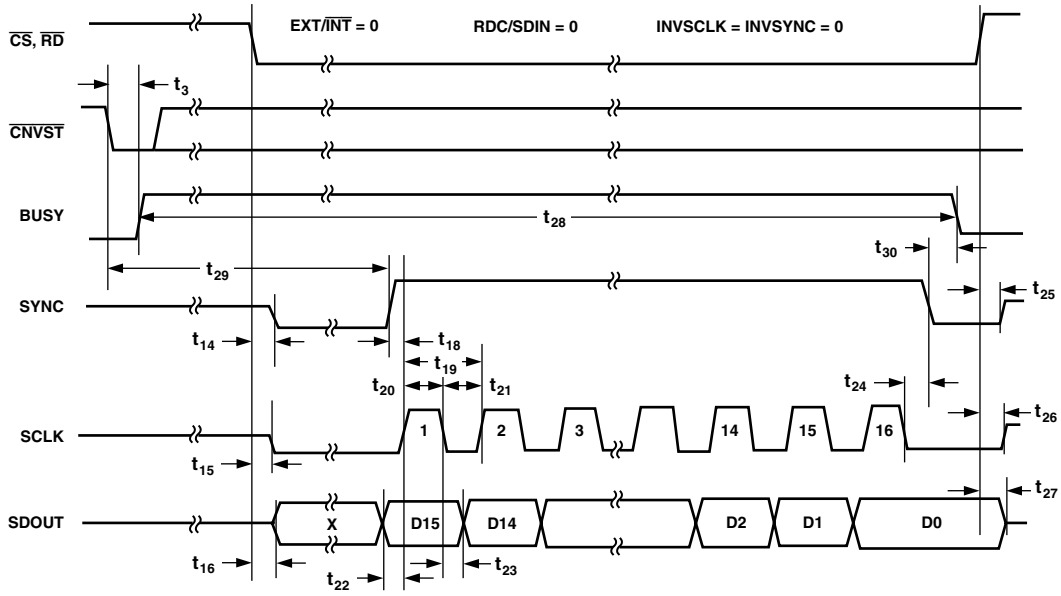 EXT/INT = 0 RDC/SDIN = 0 INVSCLK = INVSYNC = 0
CS, RD
t3
CNVST
BUSY
t28
t30
t29
t25
SYNC
t14
t18
t19
t20 t21
t24
t26
SCLK
1 2 3 14 15 16
t15
t27
SDOUT
X D15 D14 D2 D1 D0
t16
t22
t23